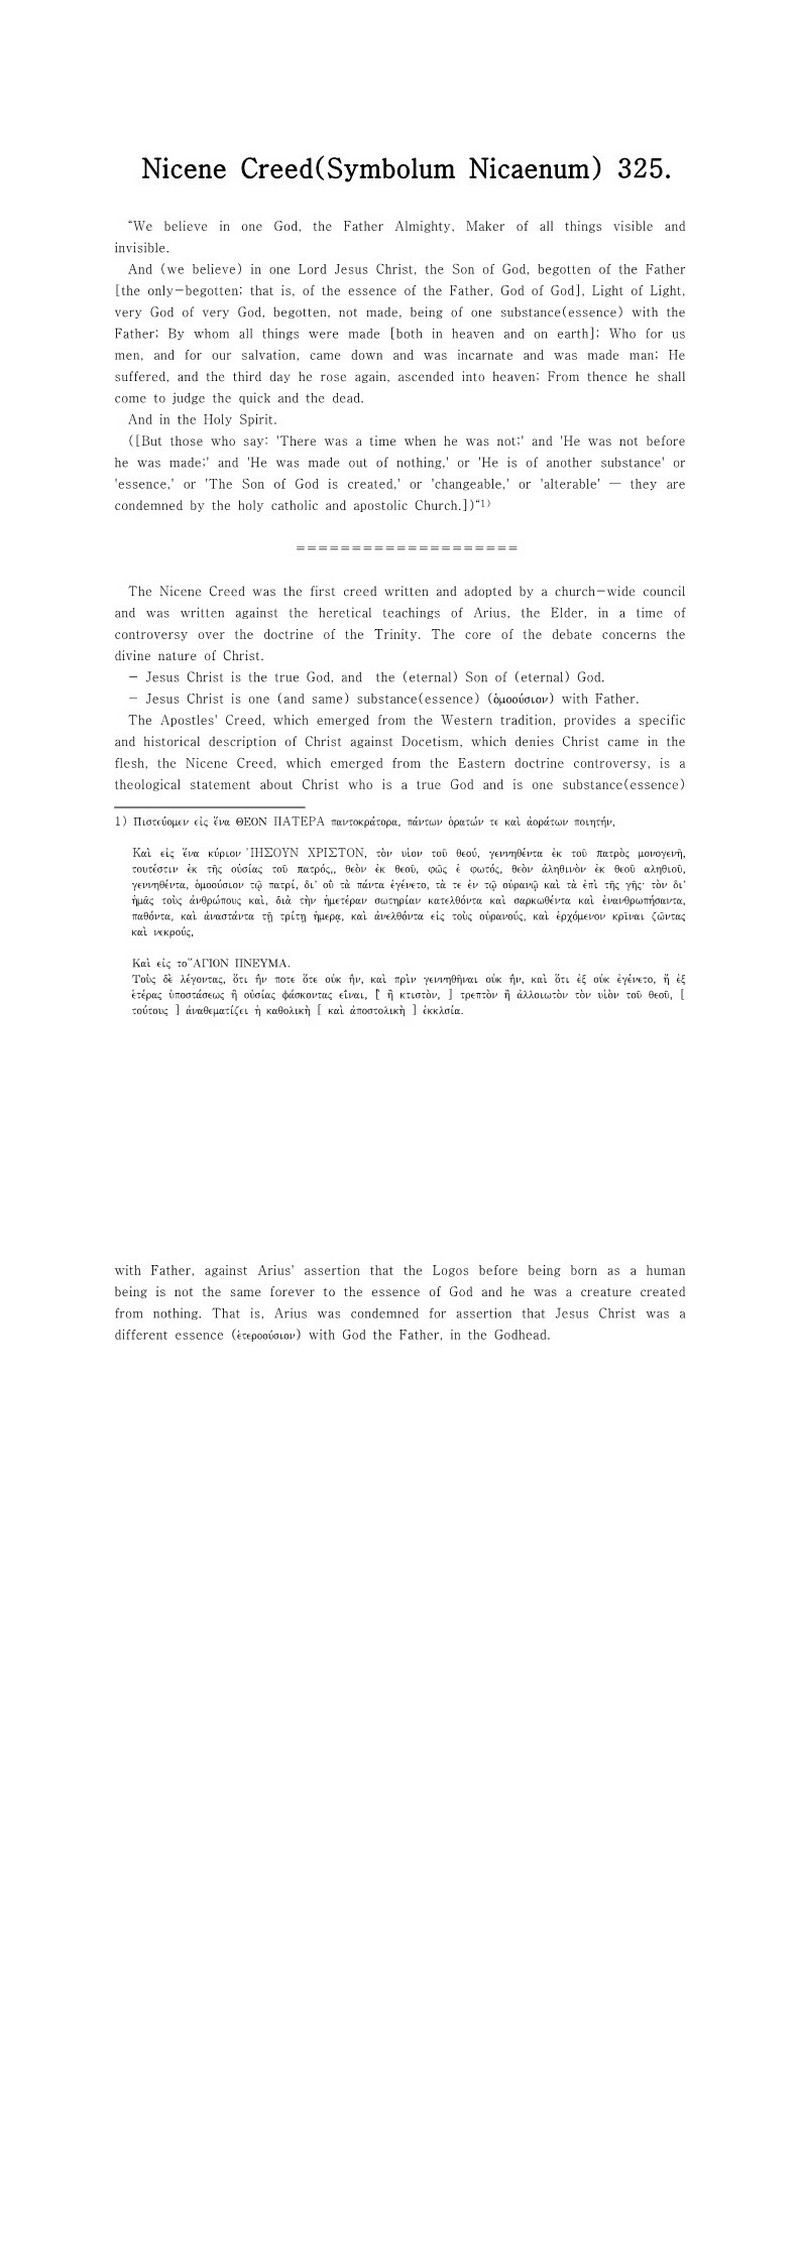 Nicene Creed(Symbolum Nicaenum) 325.
“We believe in one God, the Father Almighty, Maker of all things visible and
invisible.
And (we believe) in one Lord Jesus Christ, the Son of God, begotten of the Father
[the only-begotten; that is, of the essence of the Father, God of God], Light of Light,
very God of very God, begotten, not made, being of one substance(essence) with the
Father; By whom all things were made [both in heaven and on earth]; Who for us
men, and for our salvation, came down and was incarnate and was made man; He
suffered, and the third day he rose again, ascended into heaven; From thence he shall
come to judge the quick and the dead.
And in the Holy Spirit.
([But those who say: 'There was a time when he was not;' and 'He was not before
he was made;' and 'He was made out of nothing,' or 'He is of another substance' or
'essence,' or 'The Son of God is created,' or 'changeable,' or 'alterable' — they are
condemned by the holy catholic and apostolic Church.])“1)
====================
The Nicene Creed was the first creed written and adopted by a church-wide council
and was written against the heretical teachings of Arius, the Elder, in a time of
controversy over the doctrine of the Trinity. The core of the debate concerns the
divine nature of Christ.
- Jesus Christ is the true God, and the (eternal) Son of (eternal) God.
- Jesus Christ is one (and same) substance(essence) (ὁμοούσιον) with Father.
The Apostles' Creed, which emerged from the Western tradition, provides a specific
and historical description of Christ against Docetism, which denies Christ came in the
flesh, the Nicene Creed, which emerged from the Eastern doctrine controversy, is a
theological statement about Christ who is a true God and is one substance(essence)
1) Πιστεύομεν εἰς ἕνα ΘΕΟΝ ΠΑΤΕΡΑ παντοκράτορα, πάντων ὁρατών τε καὶ ἀοράτων ποιητήν,
Καὶ εἰς ἕνα κύριον ᾿ΙΗΣΟΥΝ ΧΡΙΣΤΟΝ, τὸν υἱον τοῦ θεού, γεννηθέντα ἐκ τοῦ πατρὸς μονογενῆ,
τουτέστιν ἐκ τῆς οὐσίας τοῦ πατρός,, θεὸν ἐκ θεοῦ, φῶς ἐ φωτός, θεὸν ἀληθινὸν ἐκ θεοῦ αληθιοῦ,
γεννηθέντα, ὁμοούσιον τῷ πατρί, δι' οὗ τὰ πάντα ἐγένετο, τά τε ἐν τῷ οὐρανῷ καὶ τὰ ἐπὶ τῆς γῆς· τὸν δι'
ἡμᾶς τοὺς ἀνθρώπους καὶ, διὰ τὴν ἡμετέραν σωτηρίαν κατελθόντα καὶ σαρκωθέντα καὶ ἐνανθρωπήσαντα,
παθόντα, καὶ ἀναστάντα τῇ τρίτῃ ἡμερᾳ, καὶ ἀνελθόντα εἰς τοὺς οὐρανούς, καὶ ἐρχόμενον κρῖναι ζῶντας
καὶ νεκρούς,
Καὶ εἰς το῞ΑΓΙΟΝ ΠΝΕΥΜΑ.
Τοὺς δὲ λέγοντας, ὅτι ἦν ποτε ὅτε οὐκ ἦν, καὶ πρὶν γεννηθῆναι οὐκ ἦν, καὶ ὅτι ἐξ οὐκ ἐγένετο, ἤ ἐξ
ἑτέρας ὑποστάσεως ἢ οὐσίας φάσκοντας εἶναι, [ ἢ κτιστὸν, ] τρεπτὸν ἢ ἀλλοιωτὸν τὸν υἱὸν τοῦ θεοῦ, [
τούτους ] ἀναθεματίζει ἡ καθολικὴ [ καὶ ἀποστολικὴ ] ἐκκλσία.
with Father, against Arius' assertion that the Logos before being born as a human
being is not the same forever to the essence of God and he was a creature created
from nothing. That is, Arius was condemned for assertion that Jesus Christ was a
different essence (ἑτεροούσιον) with God the Father, in the Godhead.